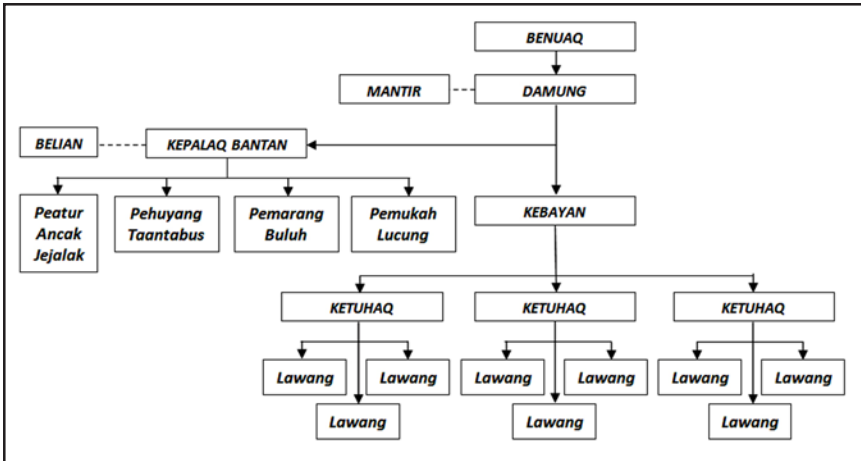 BENUAQ
MANTIR
DAMUNG
BELIAN
KEPALAQ BANTAN
Peatur
Ancak
Jejalak
Pehuyang
Taantabus
Pemarang
Buluh
Pemukah
Lucung
KEBAYAN
KETUHAQ
KETUHAQ
KETUHAQ
Lawang
Lawang
Lawang
Lawang
Lawang
Lawang
Lawang
Lawang
Lawang